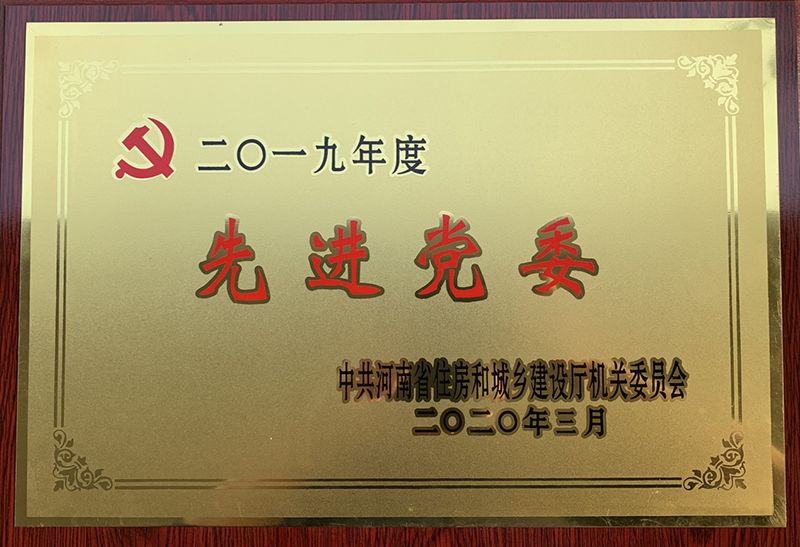 二〇一九年度
先进党委
中共河南省住房和城乡建设厅机关委员会
二〇二〇年三月